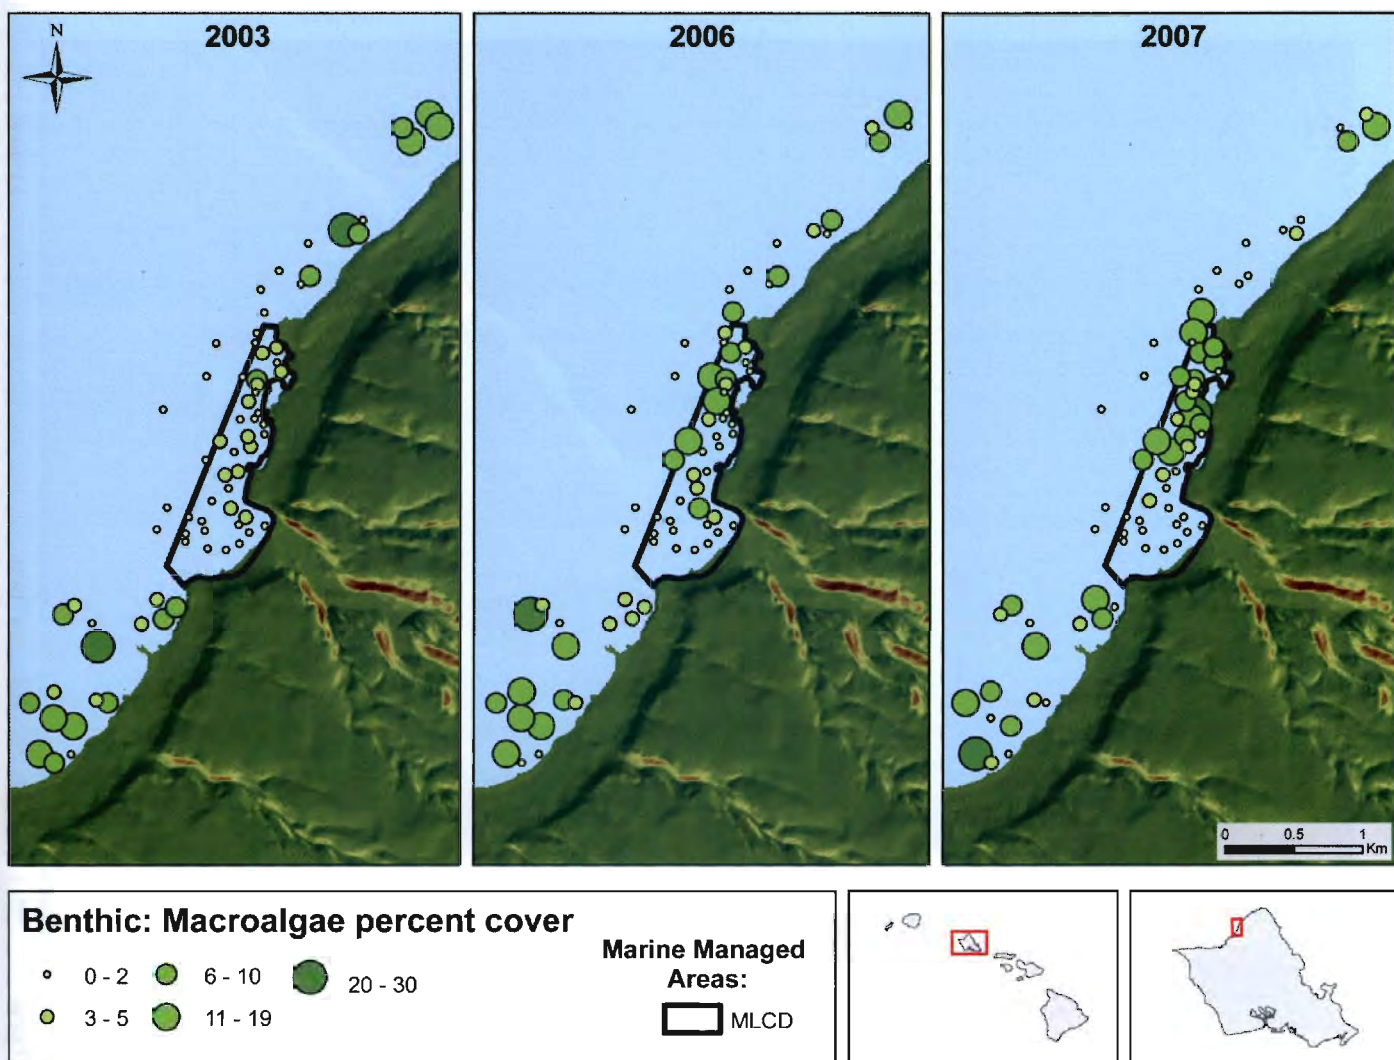 2003
2006
2007
N
0 0.5 1
Km
Benthic: Macroalgae percent cover
0 - 2
6 - 10
20 - 30
3 - 5
11 - 19
Marine Managed
Areas:
MLCD